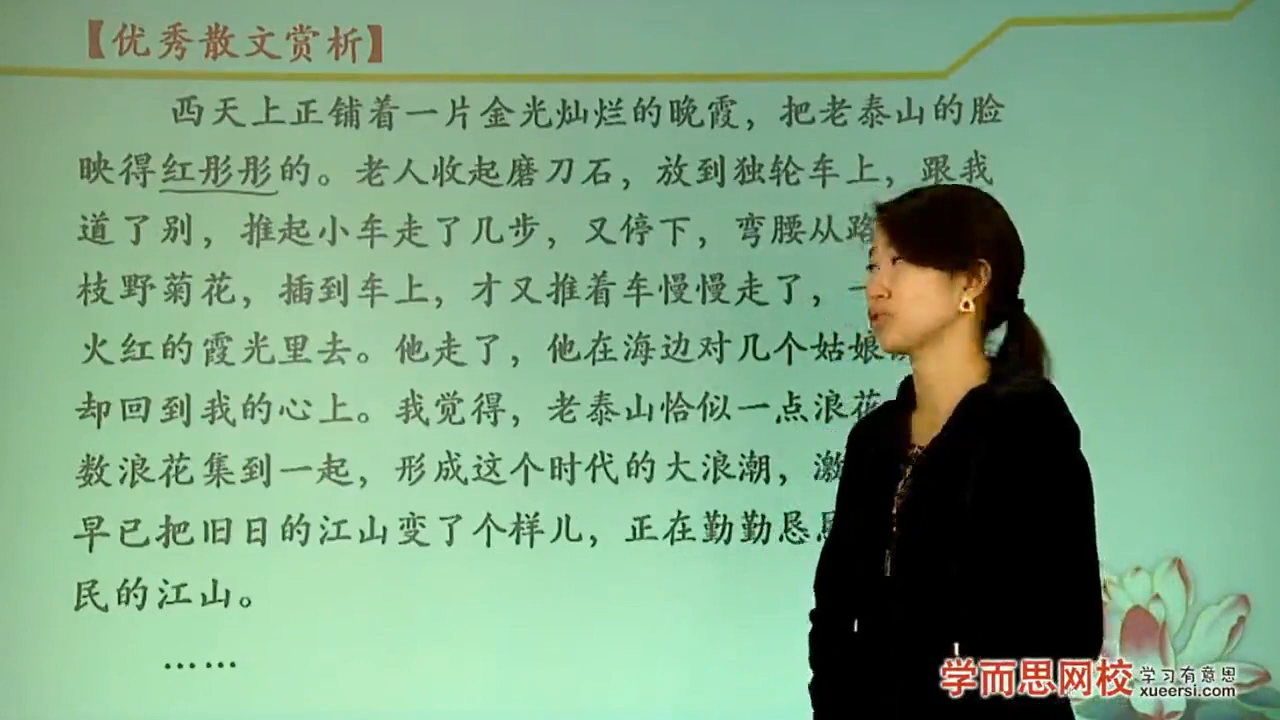 【优秀散文赏析】
西天上正铺着一片金光灿烂的晚霞，把老泰山的脸
映得红彤彤的。老人收起磨刀石，放到独轮车上，跟我
道了别，推起小车走了几步，又停下，弯腰从路
枝野菊花，插到车上，才又推着车慢慢走了，一
火红的霞光里去。他走了，他在海边对几个姑娘
却回到我的心上。我觉得，老泰山恰似一点浪花
数浪花集到一起，形成这个时代的大浪潮，激
早已把旧日的江山变了个样儿，正在勤勤恳恳
民的江山。
……
学而思网校 学习有意思
xueersi.com